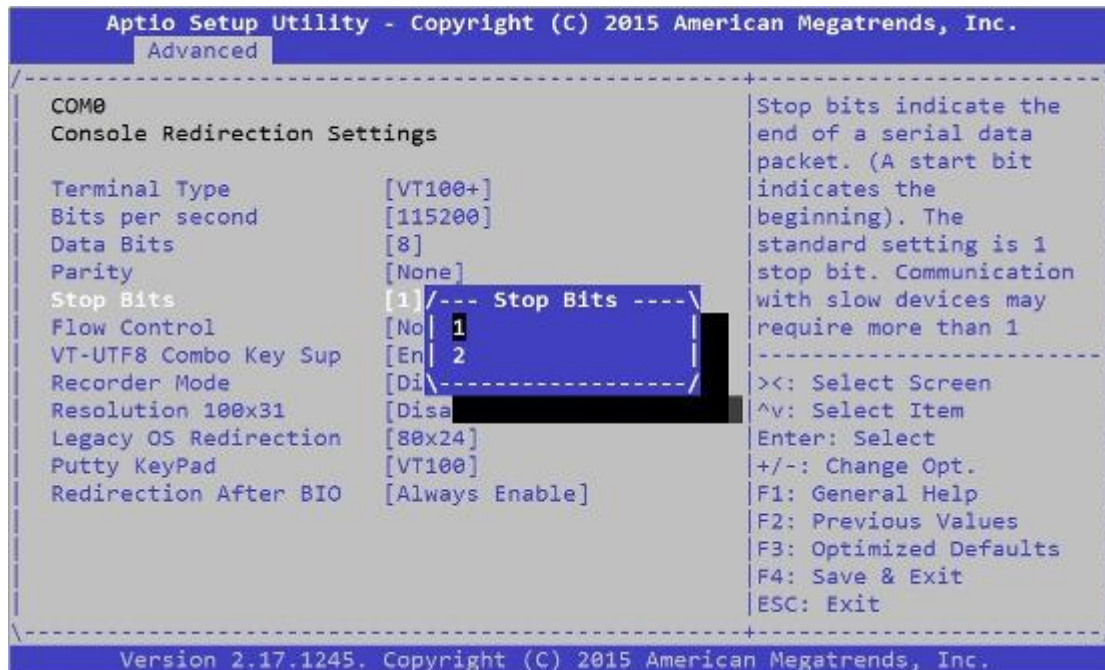 Aptio Setup Utility - Copyright (C) 2015 American Megatrends, Inc.
Advanced
COM0
Console Redirection Settings
Terminal Type [VT100+]
Bits per second [115200]
Data Bits [8]
Parity [None]
Stop Bits [1]
Flow Control [No
VT-UTF8 Combo Key Sup [En
Recorder Mode [Di
Resolution 100x31 [Disa
Legacy OS Redirection [80x24]
Putty KeyPad [VT100]
Redirection After BIO [Always Enable]
/--- Stop Bits ----\
1
2
Stop bits indicate the
end of a serial data
packet. (A start bit
indicates the
beginning). The
standard setting is 1
stop bit. Communication
with slow devices may
require more than 1
><: Select Screen
^v: Select Item
Enter: Select
+/-: Change Opt.
F1: General Help
F2: Previous Values
F3: Optimized Defaults
F4: Save & Exit
ESC: Exit
Version 2.17.1245. Copyright (C) 2015 American Megatrends, Inc.